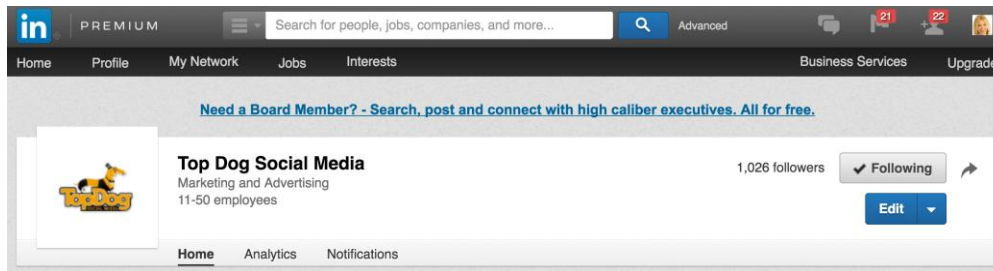 in PREMIUM Search for people, jobs, companies, and more... Advanced 21 22
Home Profile My Network Jobs Interests Business Services Upgrade
Need a Board Member? - Search, post and connect with high caliber executives. All for free.
Top Dog Social Media 1,026 followers Following
Marketing and Advertising
11-50 employees
TopDog
Edit
Home Analytics Notifications